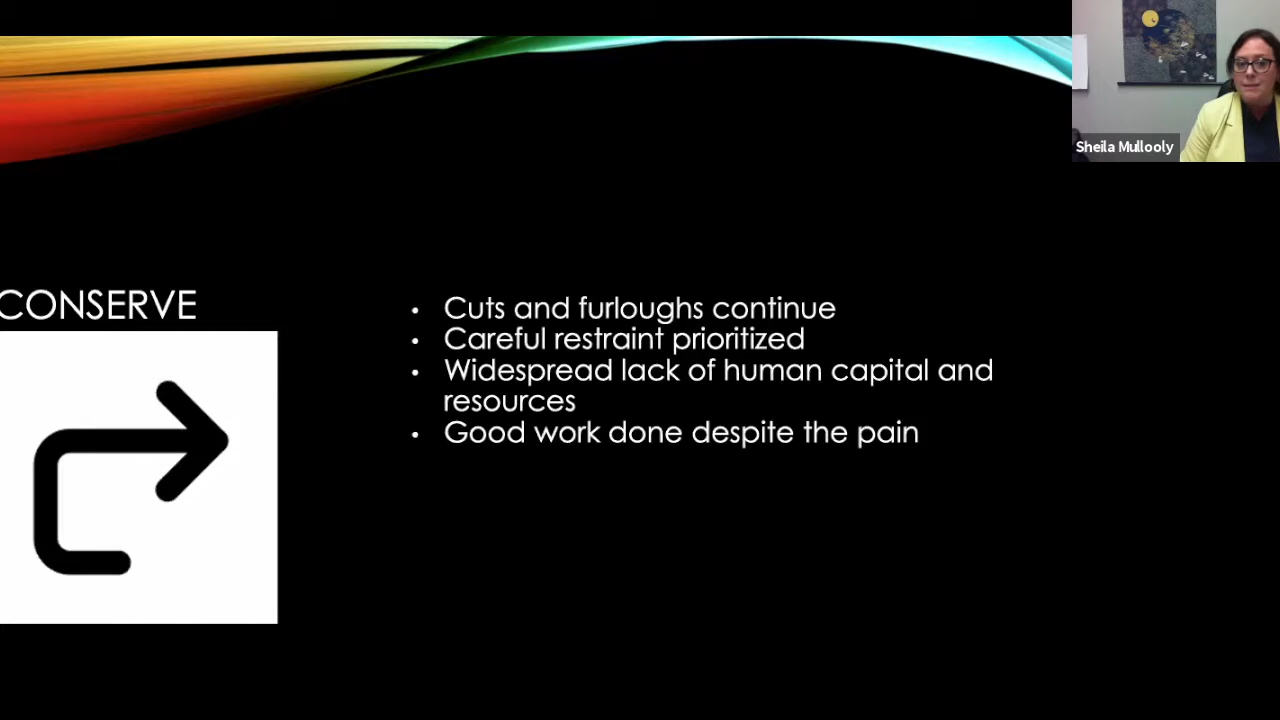 Sheila Mullooly
CONSERVE
• Cuts and furloughs continue
• Careful restraint prioritized
• Widespread lack of human capital and
resources
• Good work done despite the pain